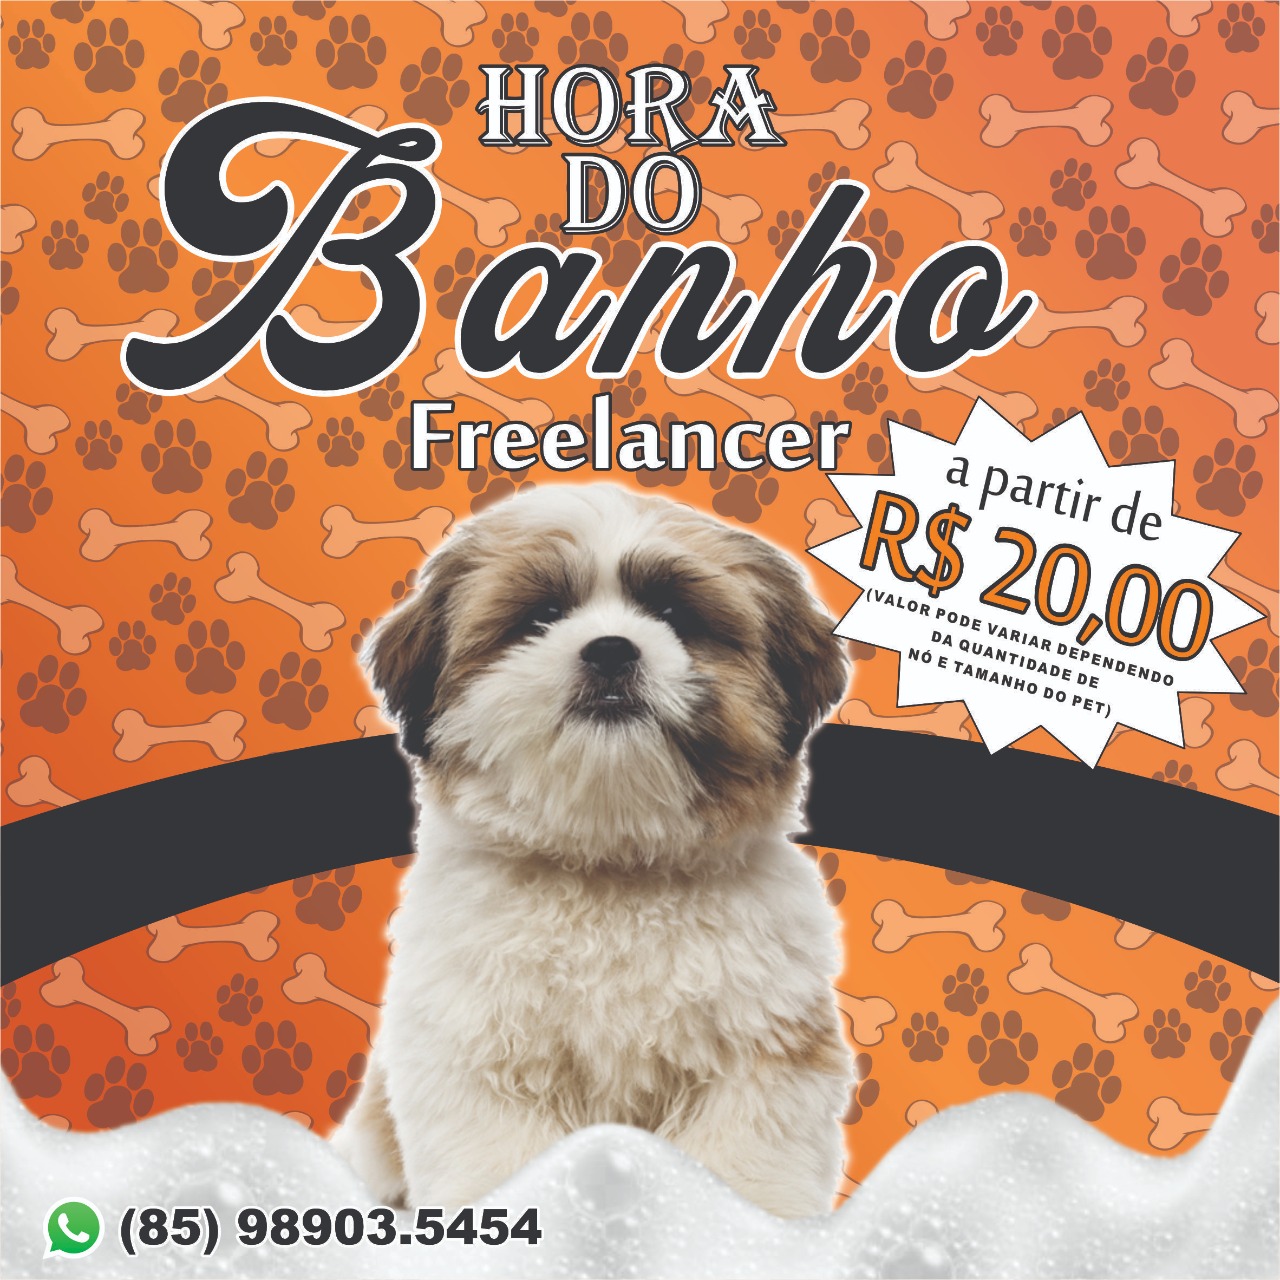 HORA
DO
Banho
Freelancer
a partir de
R$ 20,00
(VALOR PODE VARIAR DEPENDENDO
DA QUANTIDADE DE
NÓ E TAMANHO DO PET)
(85) 98903.5454